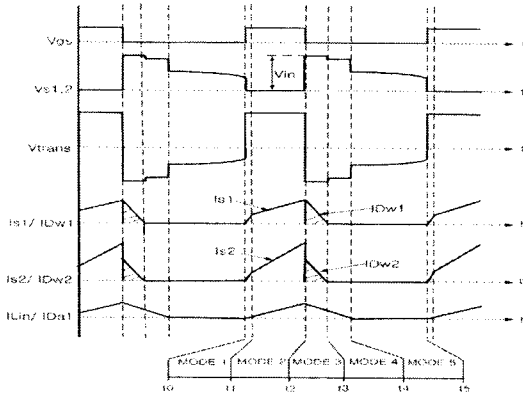 Vgs
t
Vin
Vs1,2
t
Vtrans
t
Is1
IDw1
Is1/ IDw1
t
Is2
IDw2
Is2/ IDw2
t
ILin/ IDa1
t
MODE 1 MODE 2 MODE 3 MODE 4 MODE 5
t0 t1 t2 t3 t4 t5